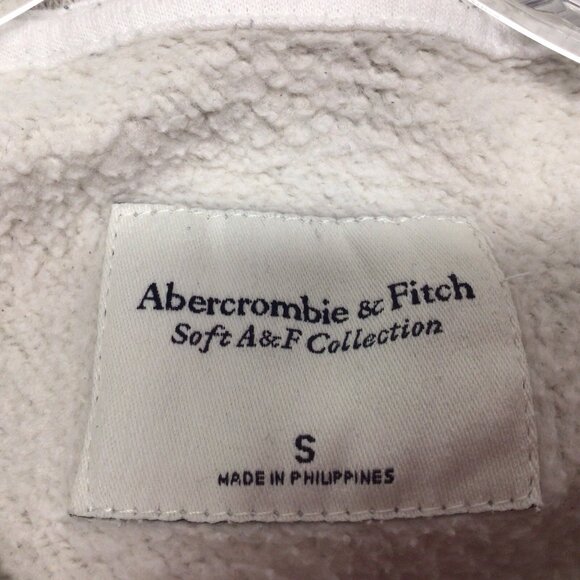 Abercrombie & Fitch
Soft A&F Collection
S
MADE IN PHILIPPINES